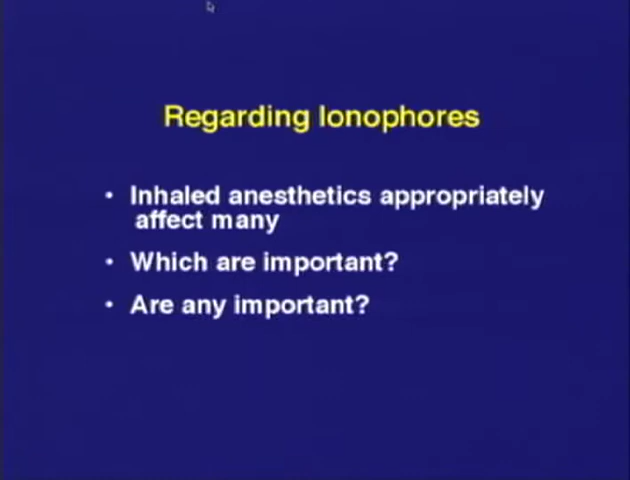 Regarding Ionophores
• Inhaled anesthetics appropriately
affect many
• Which are important?
• Are any important?